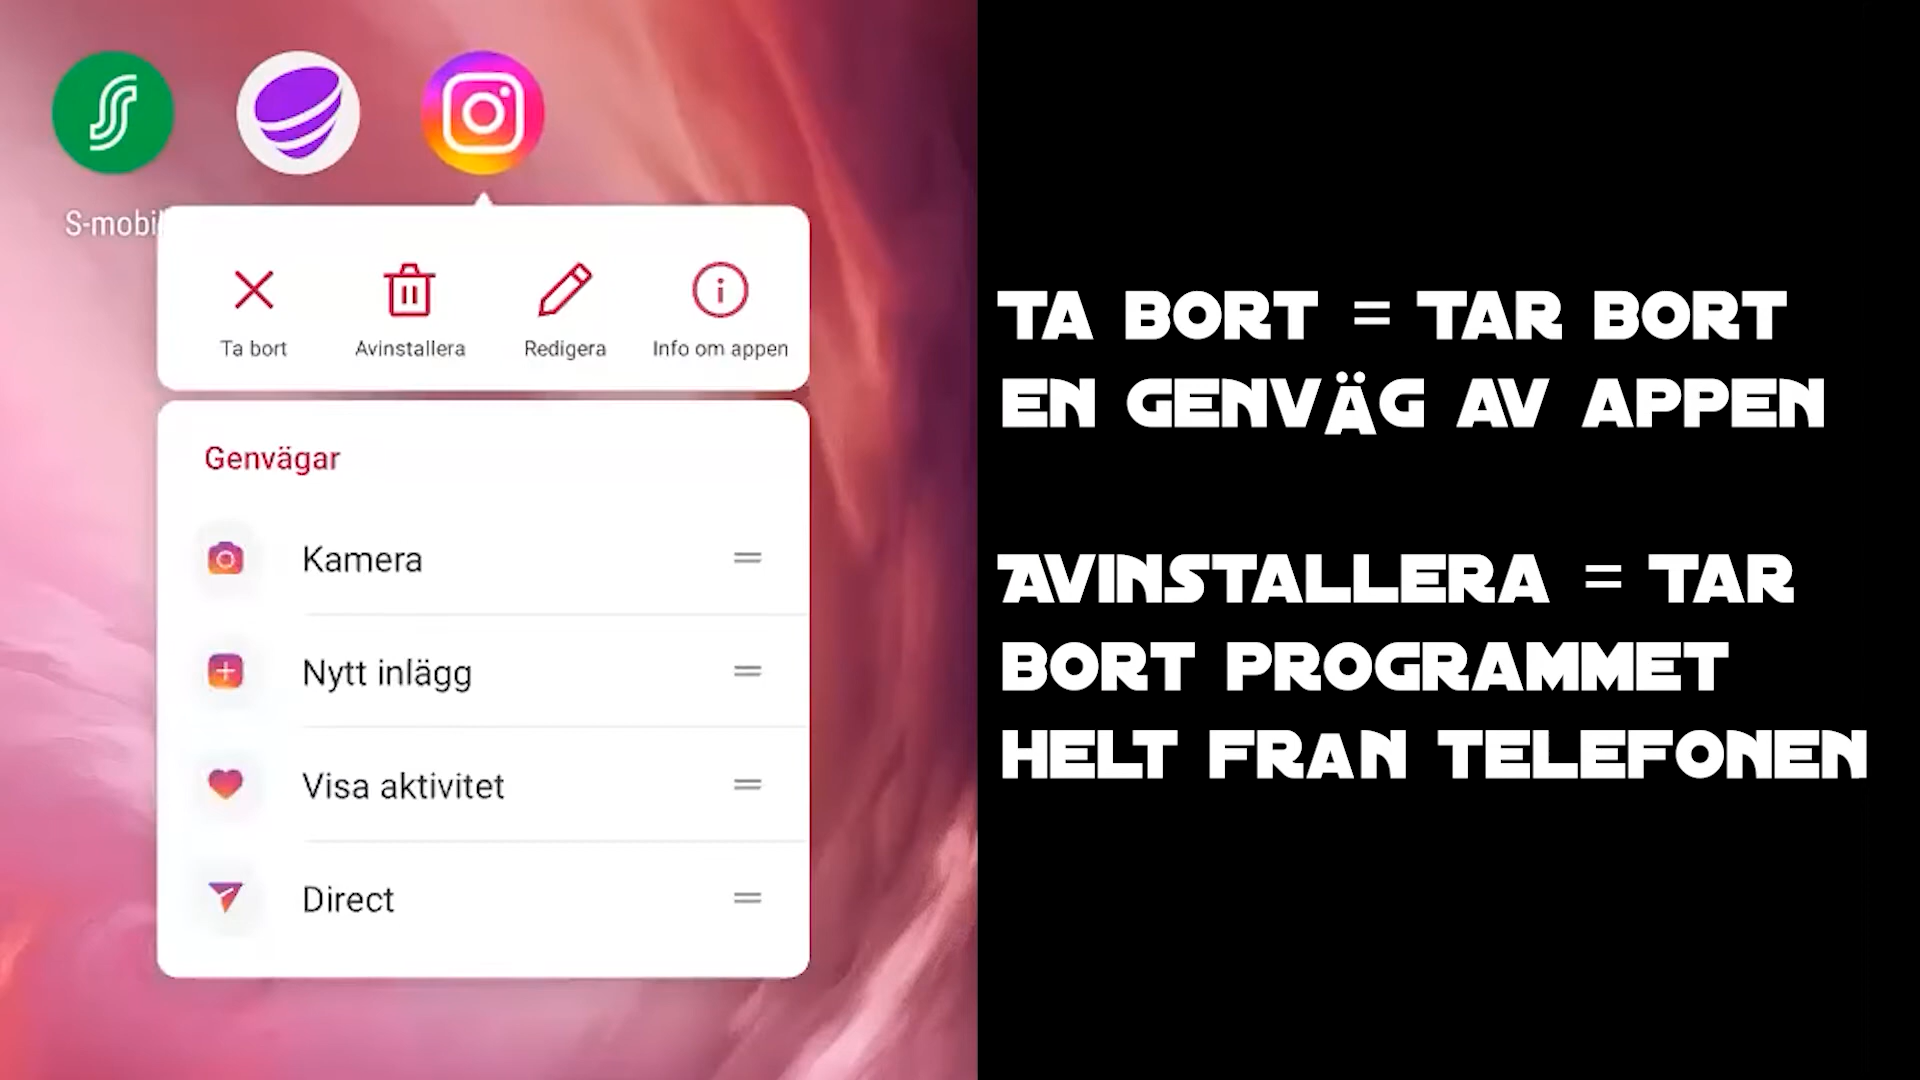 S-mobil
Ta bort
Avinstallera
Redigera
Info om appen
Genvägar
Kamera
Nytt inlägg
Visa aktivitet
Direct
TA BORT = TAR BORT
EN GENVÄG AV APPEN
AVINSTALLERA = TAR
BORT PROGRAMMET
HELT FRAN TELEFONEN